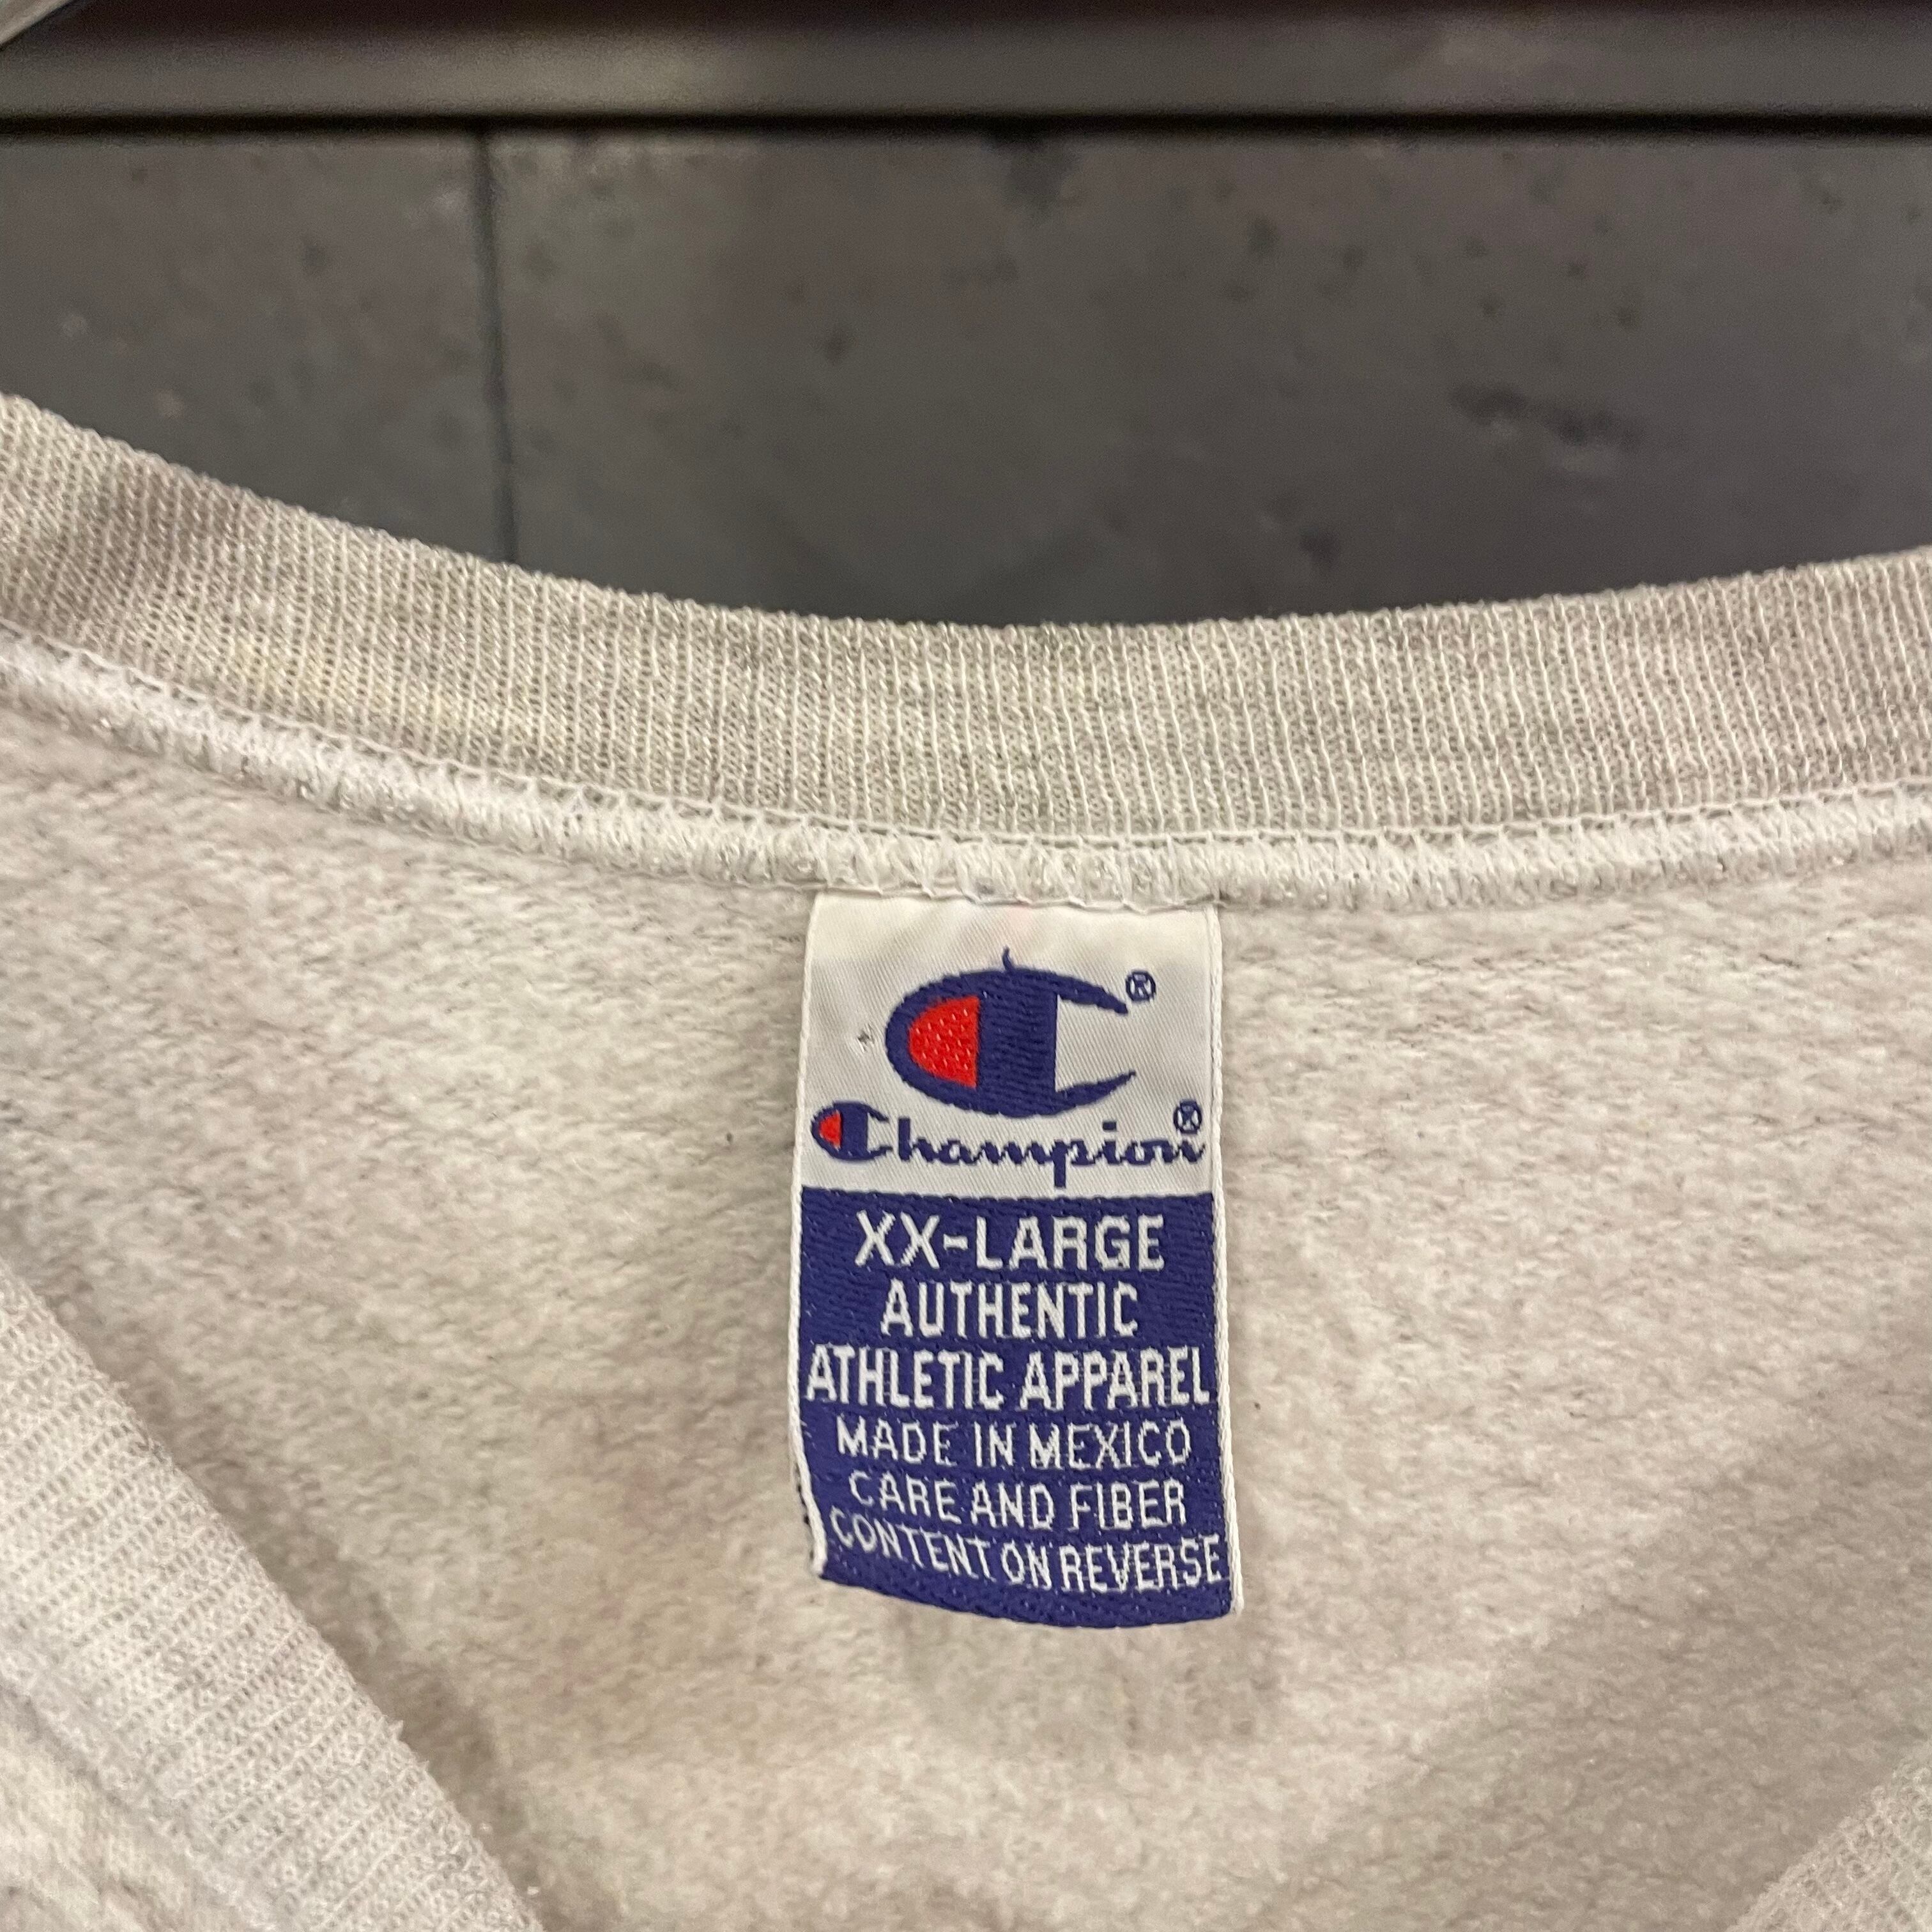 C®
Champion®
XX-LARGE
AUTHENTIC
ATHLETIC APPAREL
MADE IN MEXICO
CARE AND FIBER
CONTENT ON REVERSE